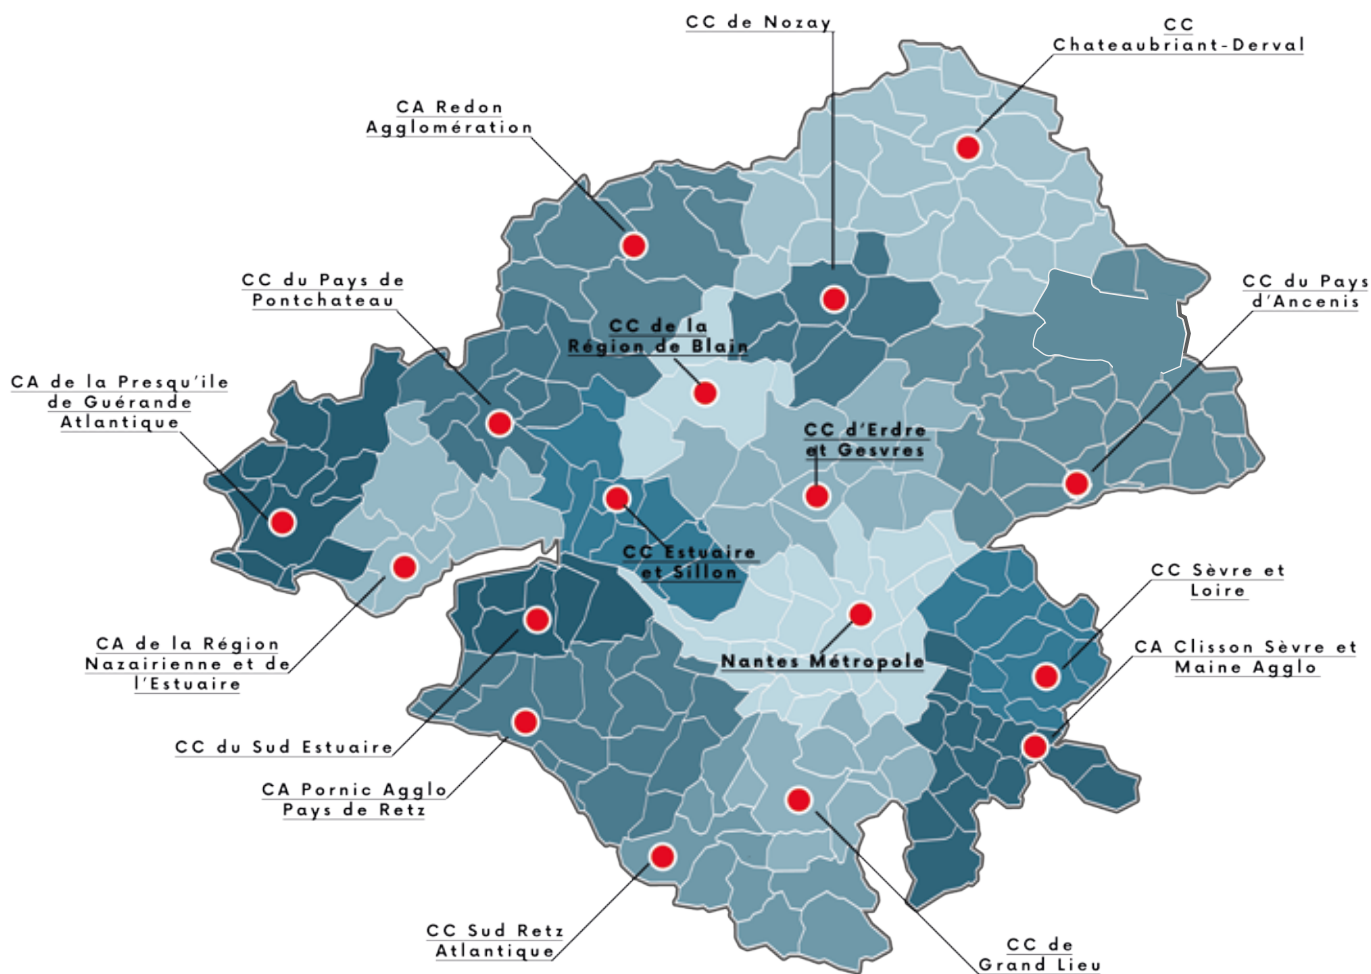 CC de Nozay
CC
Chateaubriant-Derval
CA Redon
Agglomération
CC du Pays de
Pontchateau
CC du Pays
d'Ancenis
CC de la
Région de Blain
CA de la Presqu'ile
de Guérande
Atlantique
CC d'Erdre
et Gesvres
CC Estuaire
et Sillon
CC Sèvre et
Loire
CA de la Région
Nazairienne et de
l'Estuaire
Nantes Métropole
CA Clisson Sèvre et
Maine Agglo
CC du Sud Estuaire
CA Pornic Agglo
Pays de Retz
CC Sud Retz
Atlantique
CC de
Grand Lieu